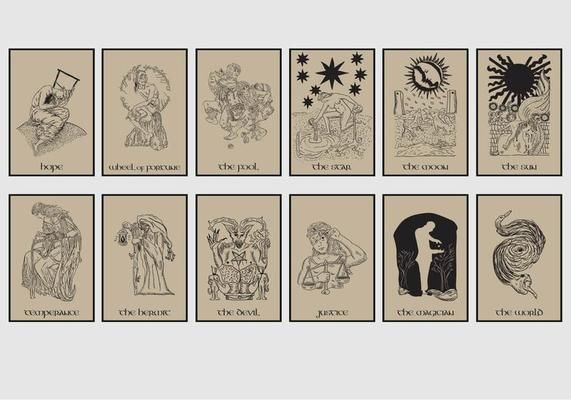 hope
wheel of fortune
the fool
the star
the moon
the sun
temperance
the hermit
the devil
justice
the magician
the world